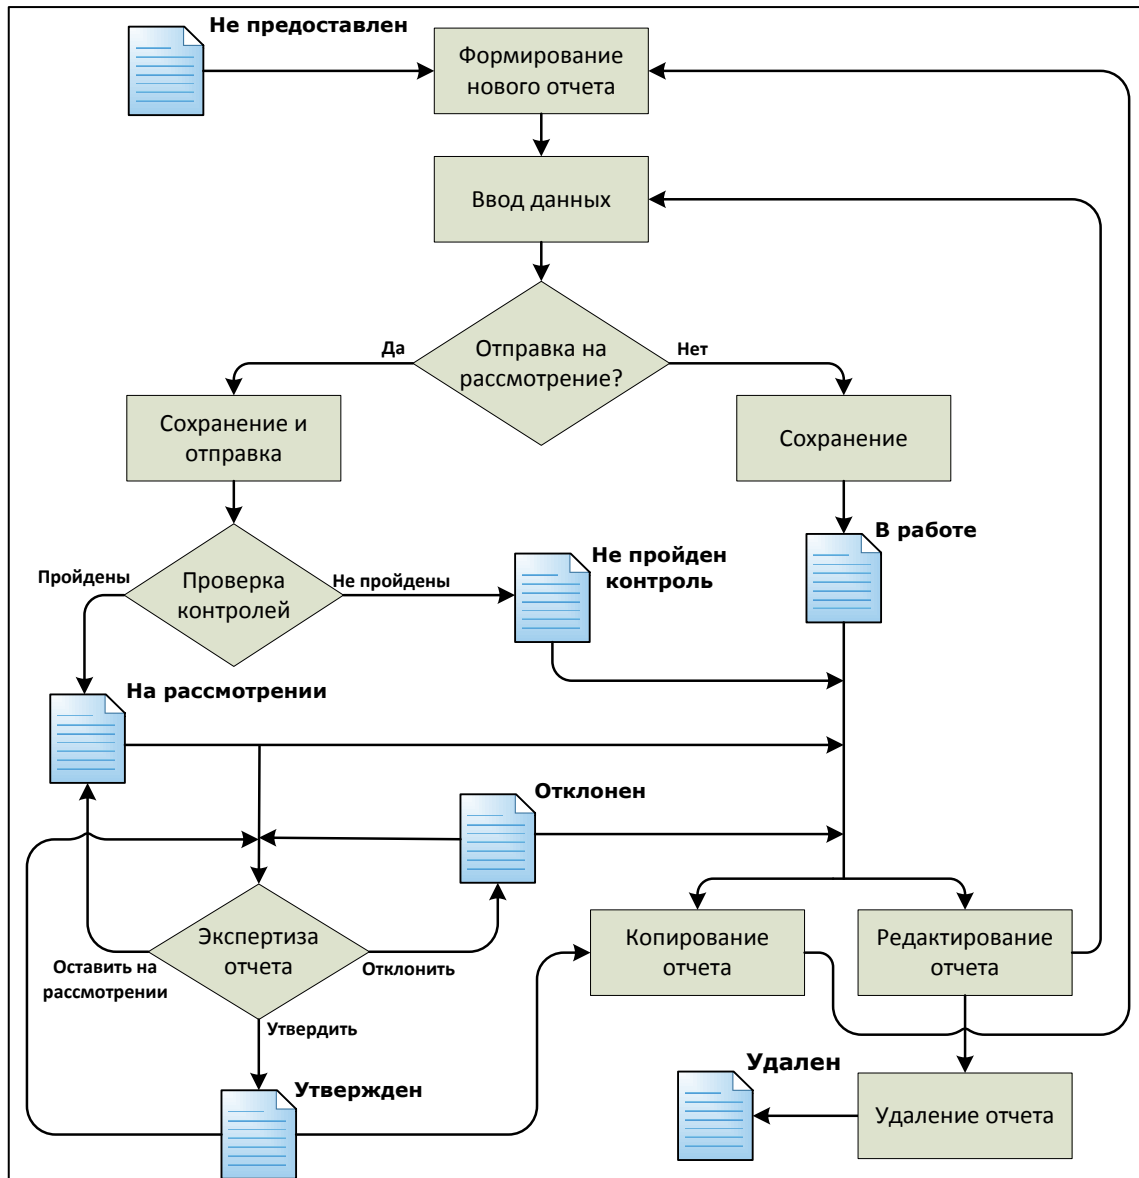 Не предоставлен
Формирование
нового отчета
Ввод данных
Отправка на
рассмотрение?
Да
Нет
Сохранение и
отправка
Сохранение
В работе
Не пройден
контроль
Пройдены
Проверка
контролей
Не пройдены
На рассмотрении
Отклонен
Экспертиза
отчета
Оставить на
рассмотрении
Отклонить
Утвердить
Копирование
отчета
Редактирование
отчета
Утвержден
Удален
Удаление отчета